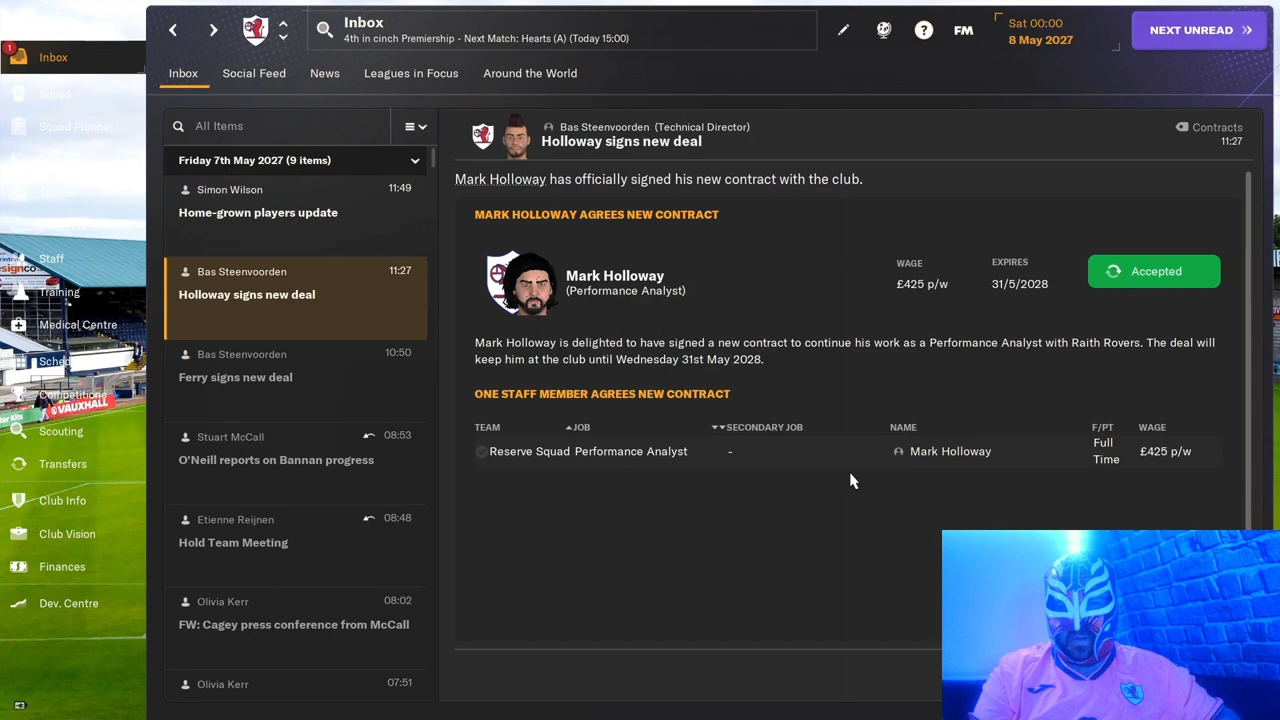 Inbox
4th in cinch Premiership - Next Match: Hearts (A) (Today 15:00)
FM
Sat 00:00
8 May 2027
NEXT UNREAD
1
Inbox
Squad
Squad Planner
Staff
Training
Medical Centre
Sched
Competitions
Scouting
Transfers
Club Info
Club Vision
Finances
Dev. Centre
Inbox
Social Feed
News
Leagues in Focus
Around the World
All Items
Friday 7th May 2027 (9 items)
Simon Wilson 11:49
Home-grown players update
Bas Steenvoorden 11:27
Holloway signs new deal
Bas Steenvoorden 10:50
Ferry signs new deal
Stuart McCall 08:53
O'Neill reports on Bannan progress
Etienne Reijnen 08:48
Hold Team Meeting
Olivia Kerr 08:02
FW: Cagey press conference from McCall
Olivia Kerr 07:51
Bas Steenvoorden (Technical Director)
Holloway signs new deal
Contracts
11:27
Mark Holloway has officially signed his new contract with the club.
MARK HOLLOWAY AGREES NEW CONTRACT
Mark Holloway
(Performance Analyst)
WAGE
£425 p/w
EXPIRES
31/5/2028
Accepted
Mark Holloway is delighted to have signed a new contract to continue his work as a Performance Analyst with Raith Rovers. The deal will
keep him at the club until Wednesday 31st May 2028.
ONE STAFF MEMBER AGREES NEW CONTRACT
TEAM JOB SECONDARY JOB NAME F/PT WAGE
Reserve Squad Performance Analyst - Mark Holloway Full Time £425 p/w
VAUXHALL